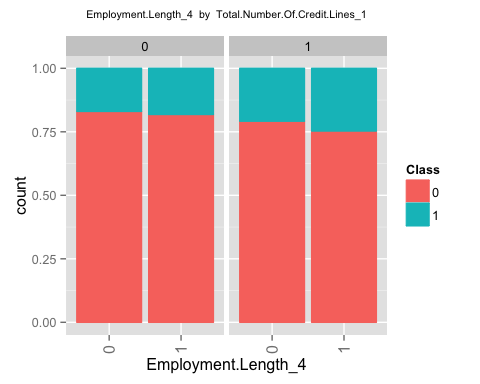 Employment.Length_4 by Total.Number.Of.Credit.Lines_1
0 1
1.00
0.75
0.50
0.25
0.00
count
0 1 0 1
Employment.Length_4
Class
0
1